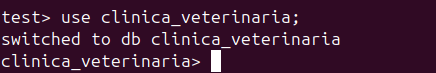 test> use clinica_veterinaria;
switched to db clinica_veterinaria
clinica_veterinaria>